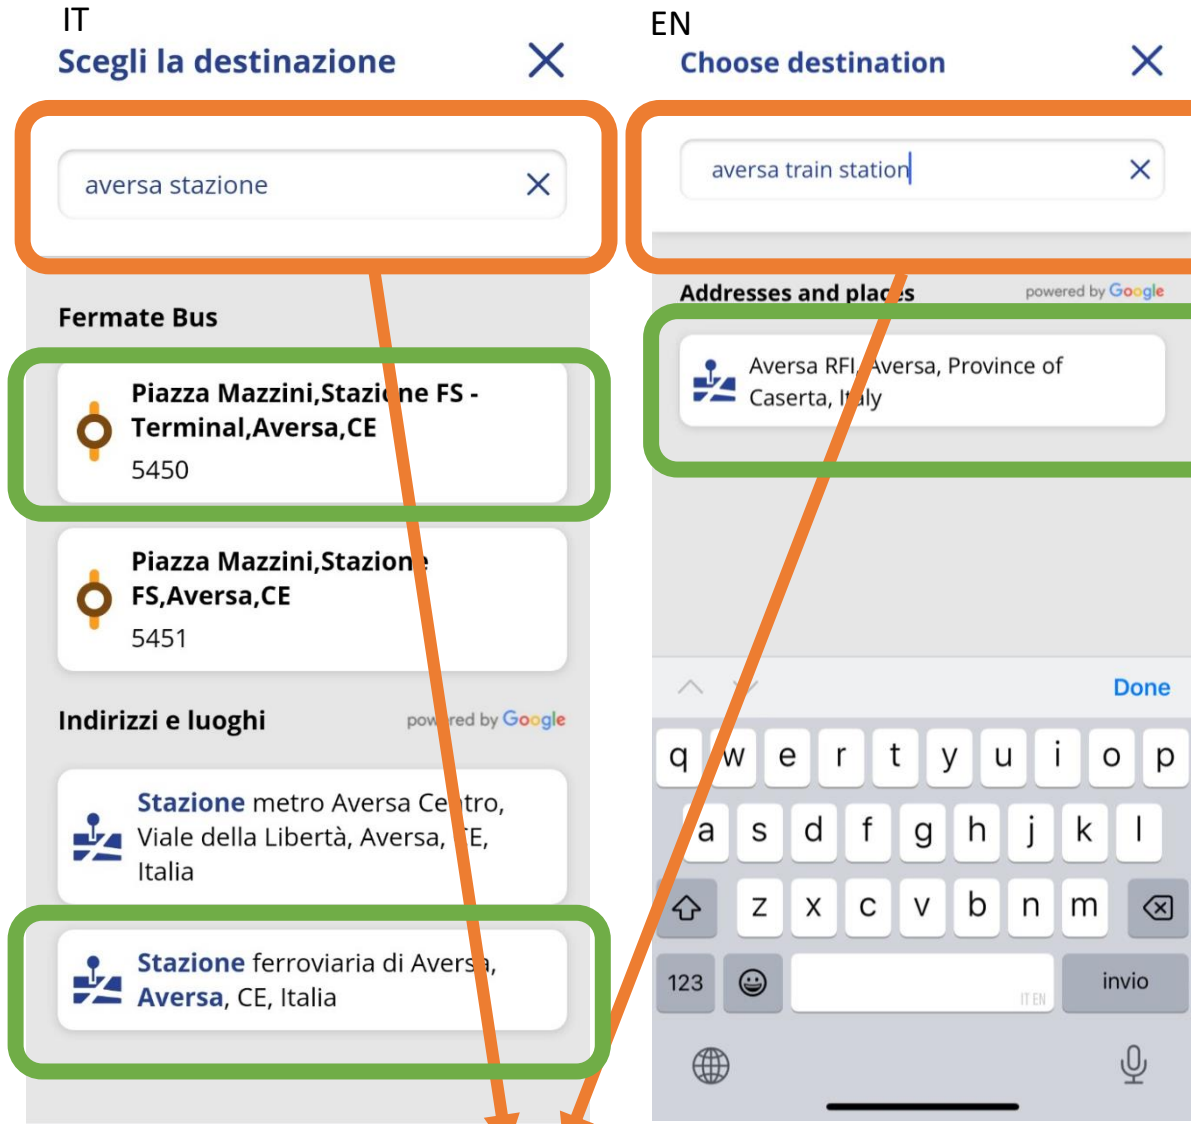 IT
Scegli la destinazione
aversa stazione
Fermate Bus
Piazza Mazzini,Stazione FS -
Terminal,Aversa,CE
5450
Piazza Mazzini,Stazione
FS,Aversa,CE
5451
Indirizzi e luoghi powered by Google
Stazione metro Aversa Centro,
Viale della Libertà, Aversa, CE,
Italia
Stazione ferroviaria di Aversa,
Aversa, CE, Italia
EN
Choose destination
aversa train station
Addresses and places powered by Google
Aversa RFI, Aversa, Province of
Caserta, Italy
Done
q w e r t y u i o p
a s d f g h j k l
z x c v b n m
123 IT EN invio